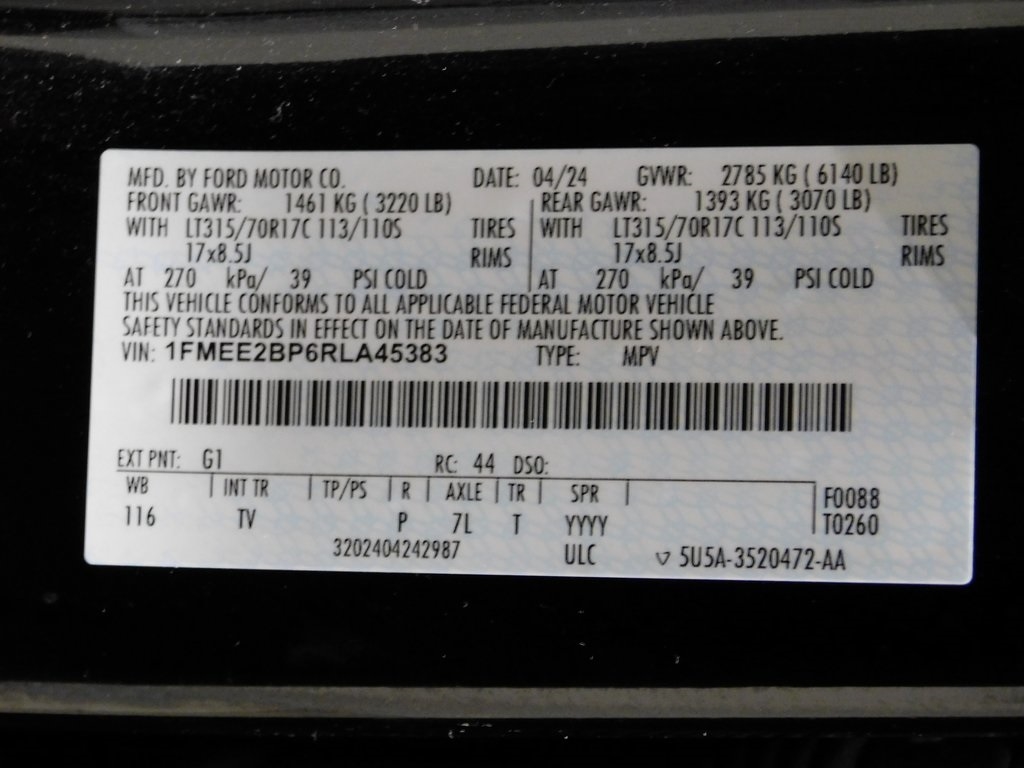 MFD. BY FORD MOTOR CO. DATE: 04/24 GVWR: 2785 KG ( 6140 LB)
FRONT GAWR: 1461 KG ( 3220 LB) REAR GAWR: 1393 KG ( 3070 LB)
WITH LT315/70R17C 113/110S TIRES WITH LT315/70R17C 113/110S TIRES
17x8.5J RIMS 17x8.5J RIMS
AT 270 kPa/ 39 PSI COLD AT 270 kPa/ 39 PSI COLD
THIS VEHICLE CONFORMS TO ALL APPLICABLE FEDERAL MOTOR VEHICLE
SAFETY STANDARDS IN EFFECT ON THE DATE OF MANUFACTURE SHOWN ABOVE.
VIN: 1FMEE2BP6RLA45383 TYPE: MPV
EXT PNT: G1 RC: 44 DSO:
WB INT TR TP/PS R AXLE TR SPR F0088
116 TV P 7L T YYYY T0260
3202404242987 ULC 5U5A-3520472-AA